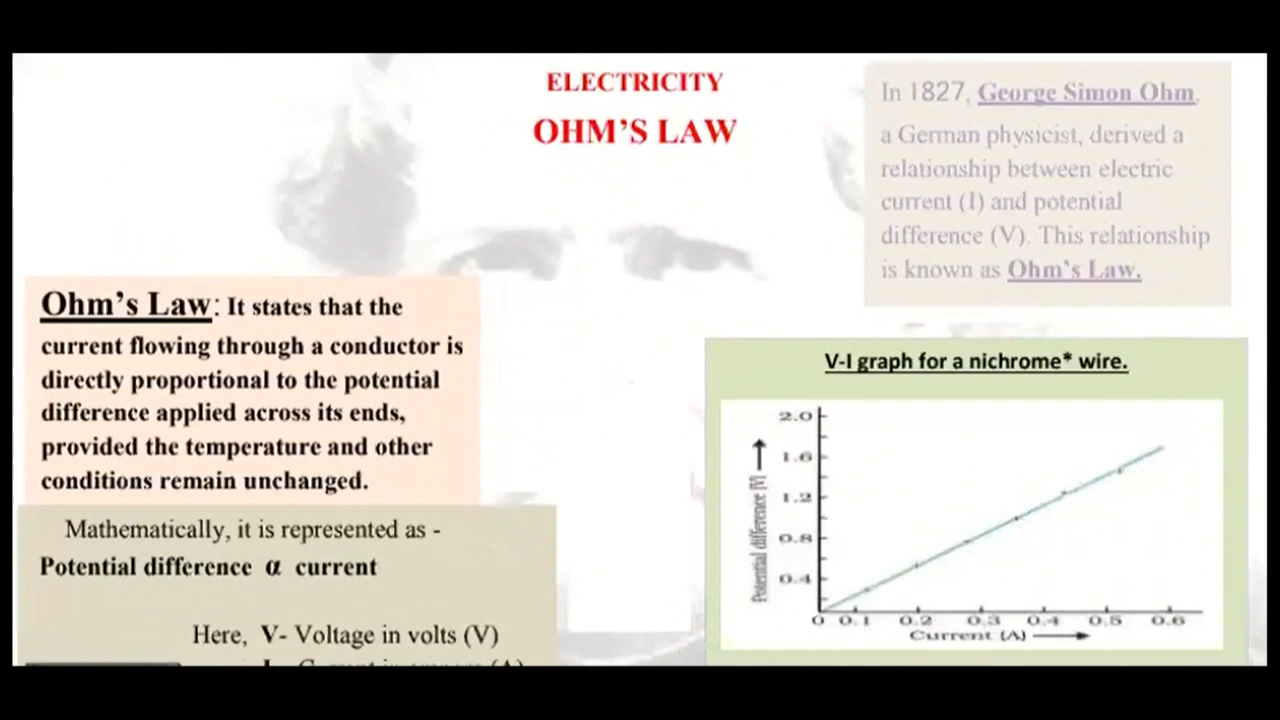 ELECTRICITY
OHM'S LAW
In 1827, George Simon Ohm,
a German physicist, derived a
relationship between electric
current (I) and potential
difference (V). This relationship
is known as Ohm's Law.
Ohm's Law: It states that the
current flowing through a conductor is
directly proportional to the potential
difference applied across its ends,
provided the temperature and other
conditions remain unchanged.
Mathematically, it is represented as -
Potential difference α current
Here, V- Voltage in volts (V)
V-I graph for a nichrome* wire.
Potential difference (V)
2.0
1.6
1.2
0.8
0.4
0 0.1 0.2 0.3 0.4 0.5 0.6
Current (A)